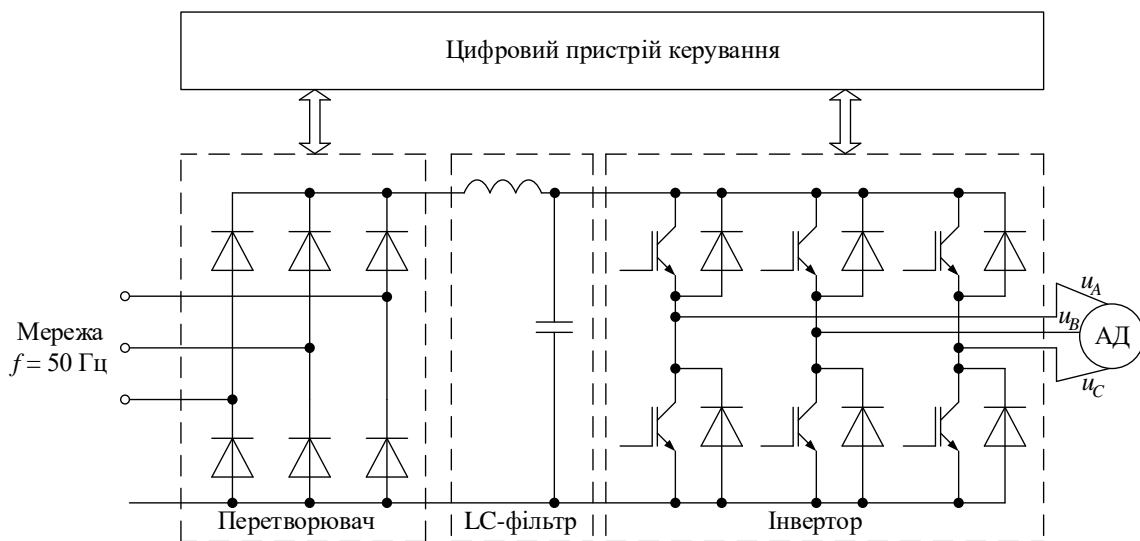 Цифровий пристрій керування
Мережа
f = 50 Гц
u_A
u_B
АД
u_C
Перетворювач
LC-фільтр
Інвертор